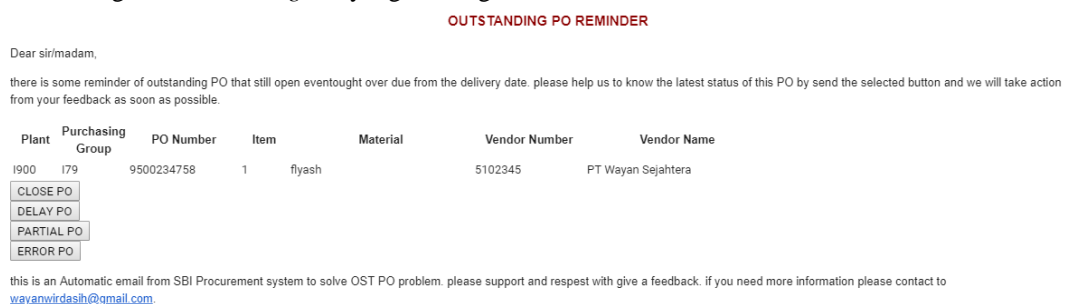 OUTSTANDING PO REMINDER
Dear sir/madam,
there is some reminder of outstanding PO that still open eventought over due from the delivery date. please help us to know the latest status of this PO by send the selected button and we will take action
from your feedback as soon as possible.
Plant Purchasing Group PO Number Item Material Vendor Number Vendor Name
I900 I79 9500234758 1 flyash 5102345 PT Wayan Sejahtera
CLOSE PO
DELAY PO
PARTIAL PO
ERROR PO
this is an Automatic email from SBI Procurement system to solve OST PO problem. please support and respest with give a feedback. if you need more information please contact to
wayanwirdasih@gmail.com.